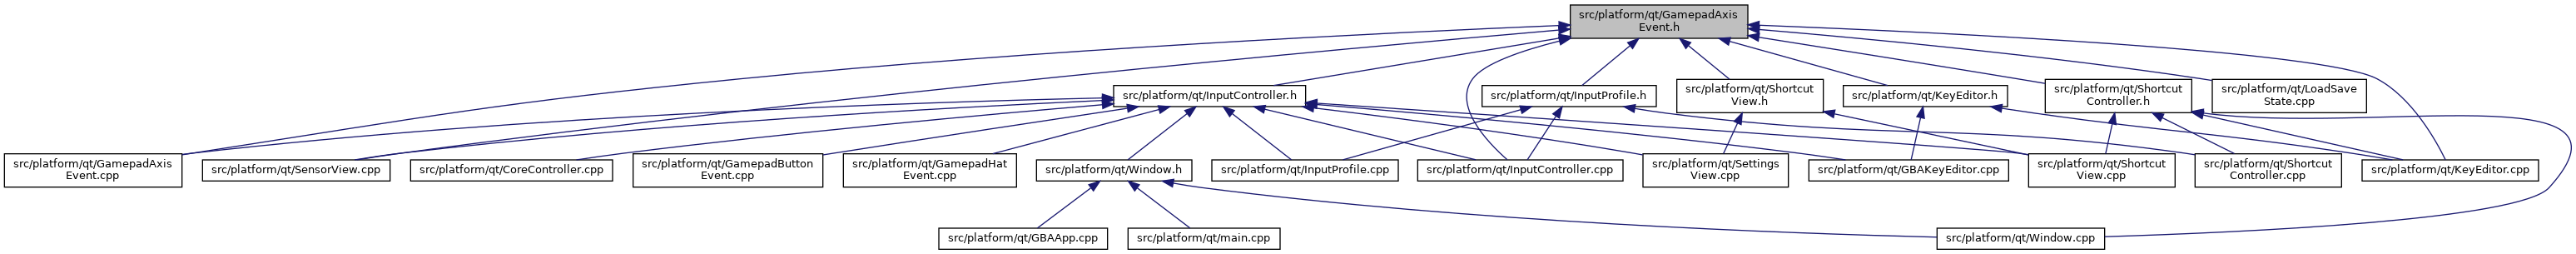 src/platform/qt/GamepadAxis
Event.h
src/platform/qt/InputController.h
src/platform/qt/InputProfile.h
src/platform/qt/Shortcut
View.h
src/platform/qt/KeyEditor.h
src/platform/qt/Shortcut
Controller.h
src/platform/qt/LoadSave
State.cpp
src/platform/qt/GamepadAxis
Event.cpp
src/platform/qt/SensorView.cpp
src/platform/qt/CoreController.cpp
src/platform/qt/GamepadButton
Event.cpp
src/platform/qt/GamepadHat
Event.cpp
src/platform/qt/Window.h
src/platform/qt/InputProfile.cpp
src/platform/qt/InputController.cpp
src/platform/qt/Settings
View.cpp
src/platform/qt/GBAKeyEditor.cpp
src/platform/qt/Shortcut
View.cpp
src/platform/qt/Shortcut
Controller.cpp
src/platform/qt/KeyEditor.cpp
src/platform/qt/GBAApp.cpp
src/platform/qt/main.cpp
src/platform/qt/Window.cpp